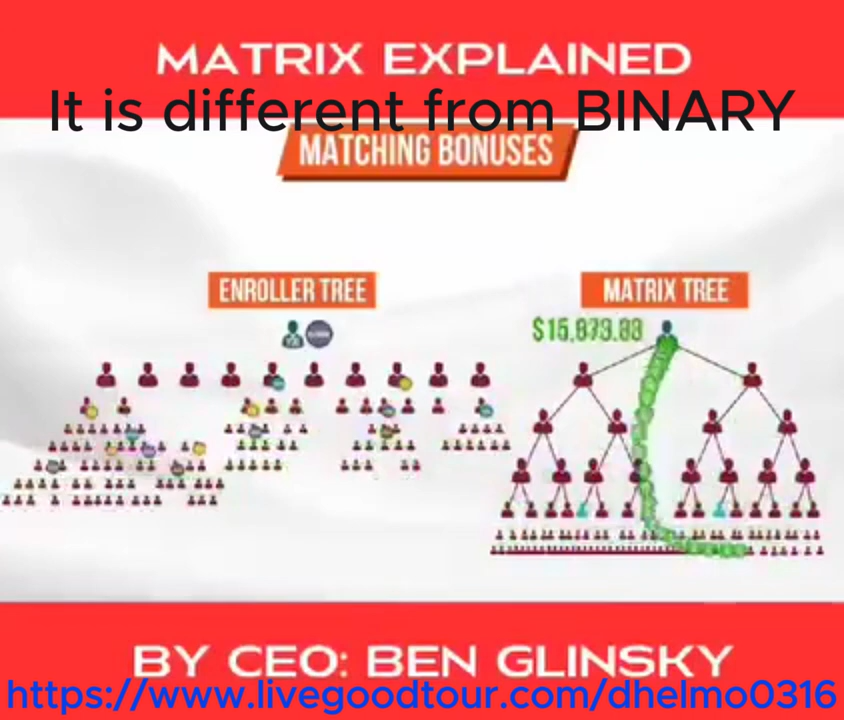 MATRIX EXPLAINED
It is different from BINARY
MATCHING BONUSES
ENROLLER TREE
MATRIX TREE
BY CEO: BEN GLINSKY
https://www.livegoodtour.com/dhelmo0316